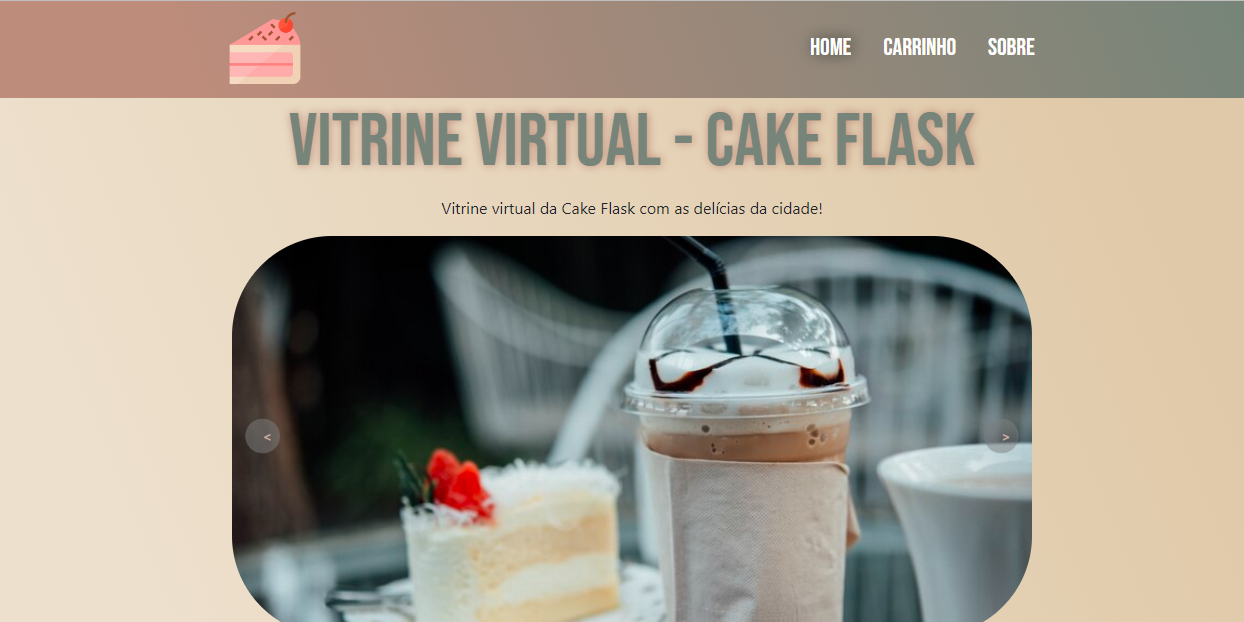 HOME CARRINHO SOBRE
VITRINE VIRTUAL - CAKE FLASK
Vitrine virtual da Cake Flask com as delícias da cidade!
< >